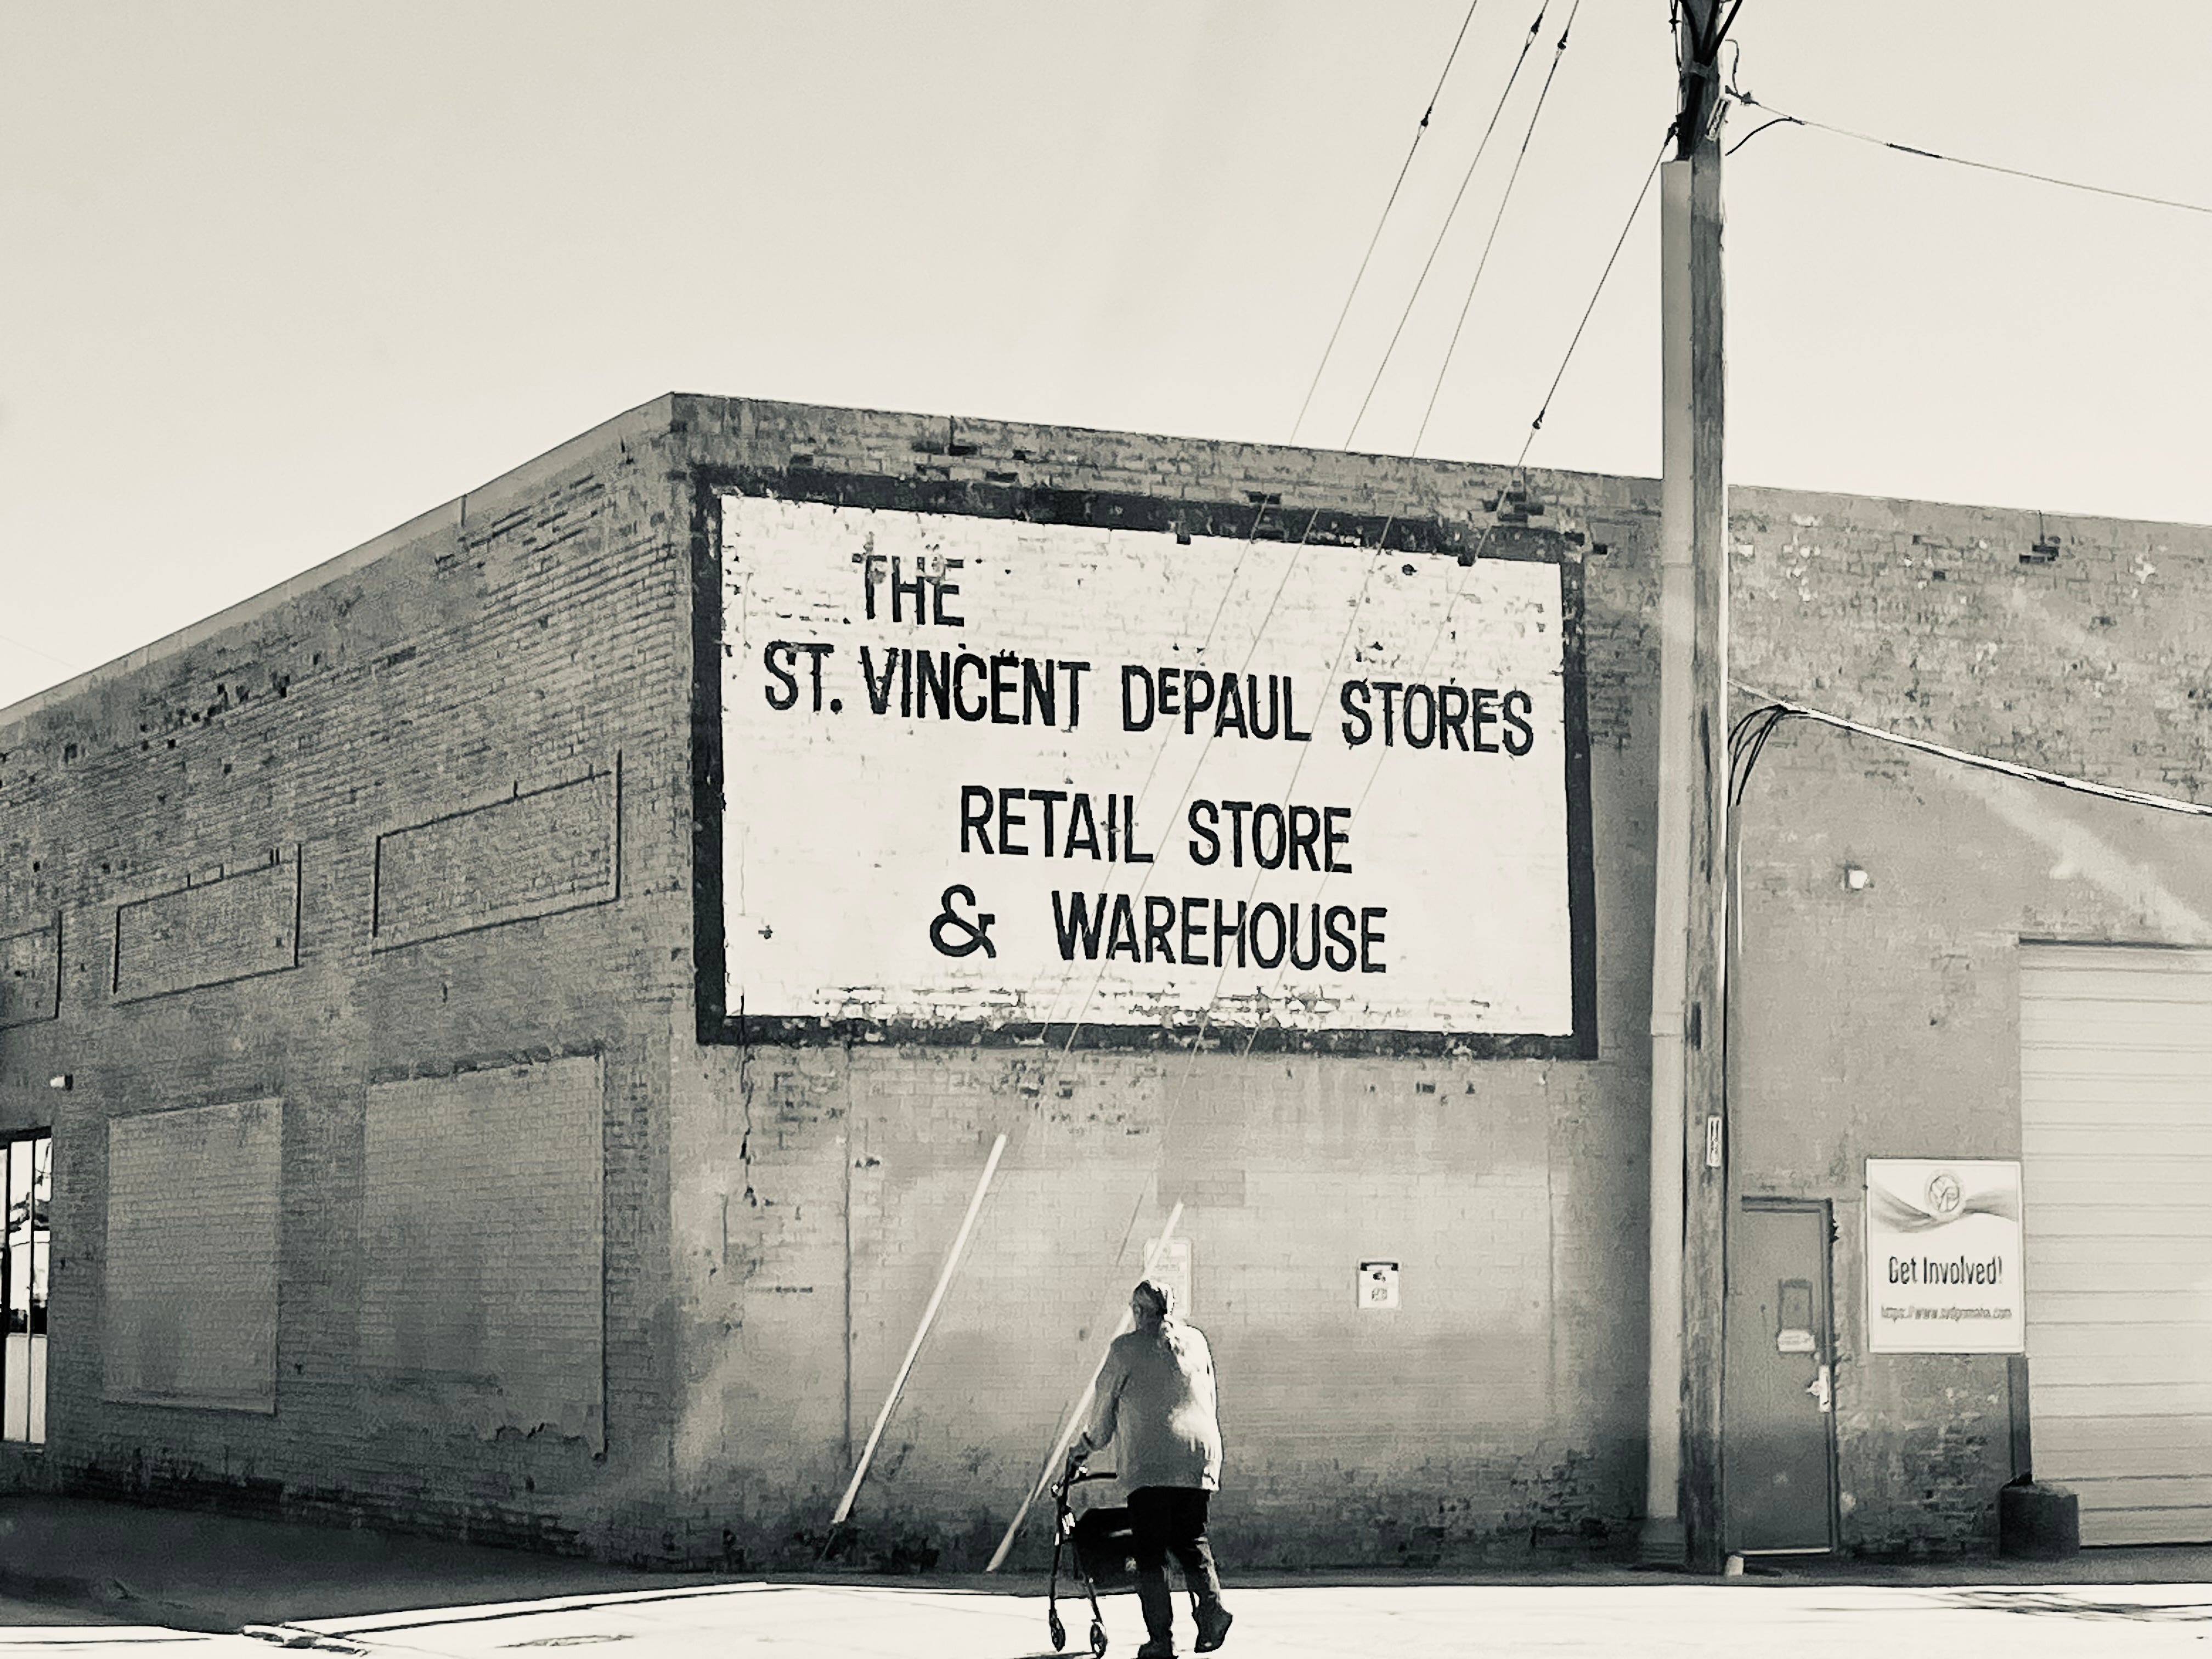 THE
ST. VINCENT DEPAUL STORES
RETAIL STORE
& WAREHOUSE
Get Involved!